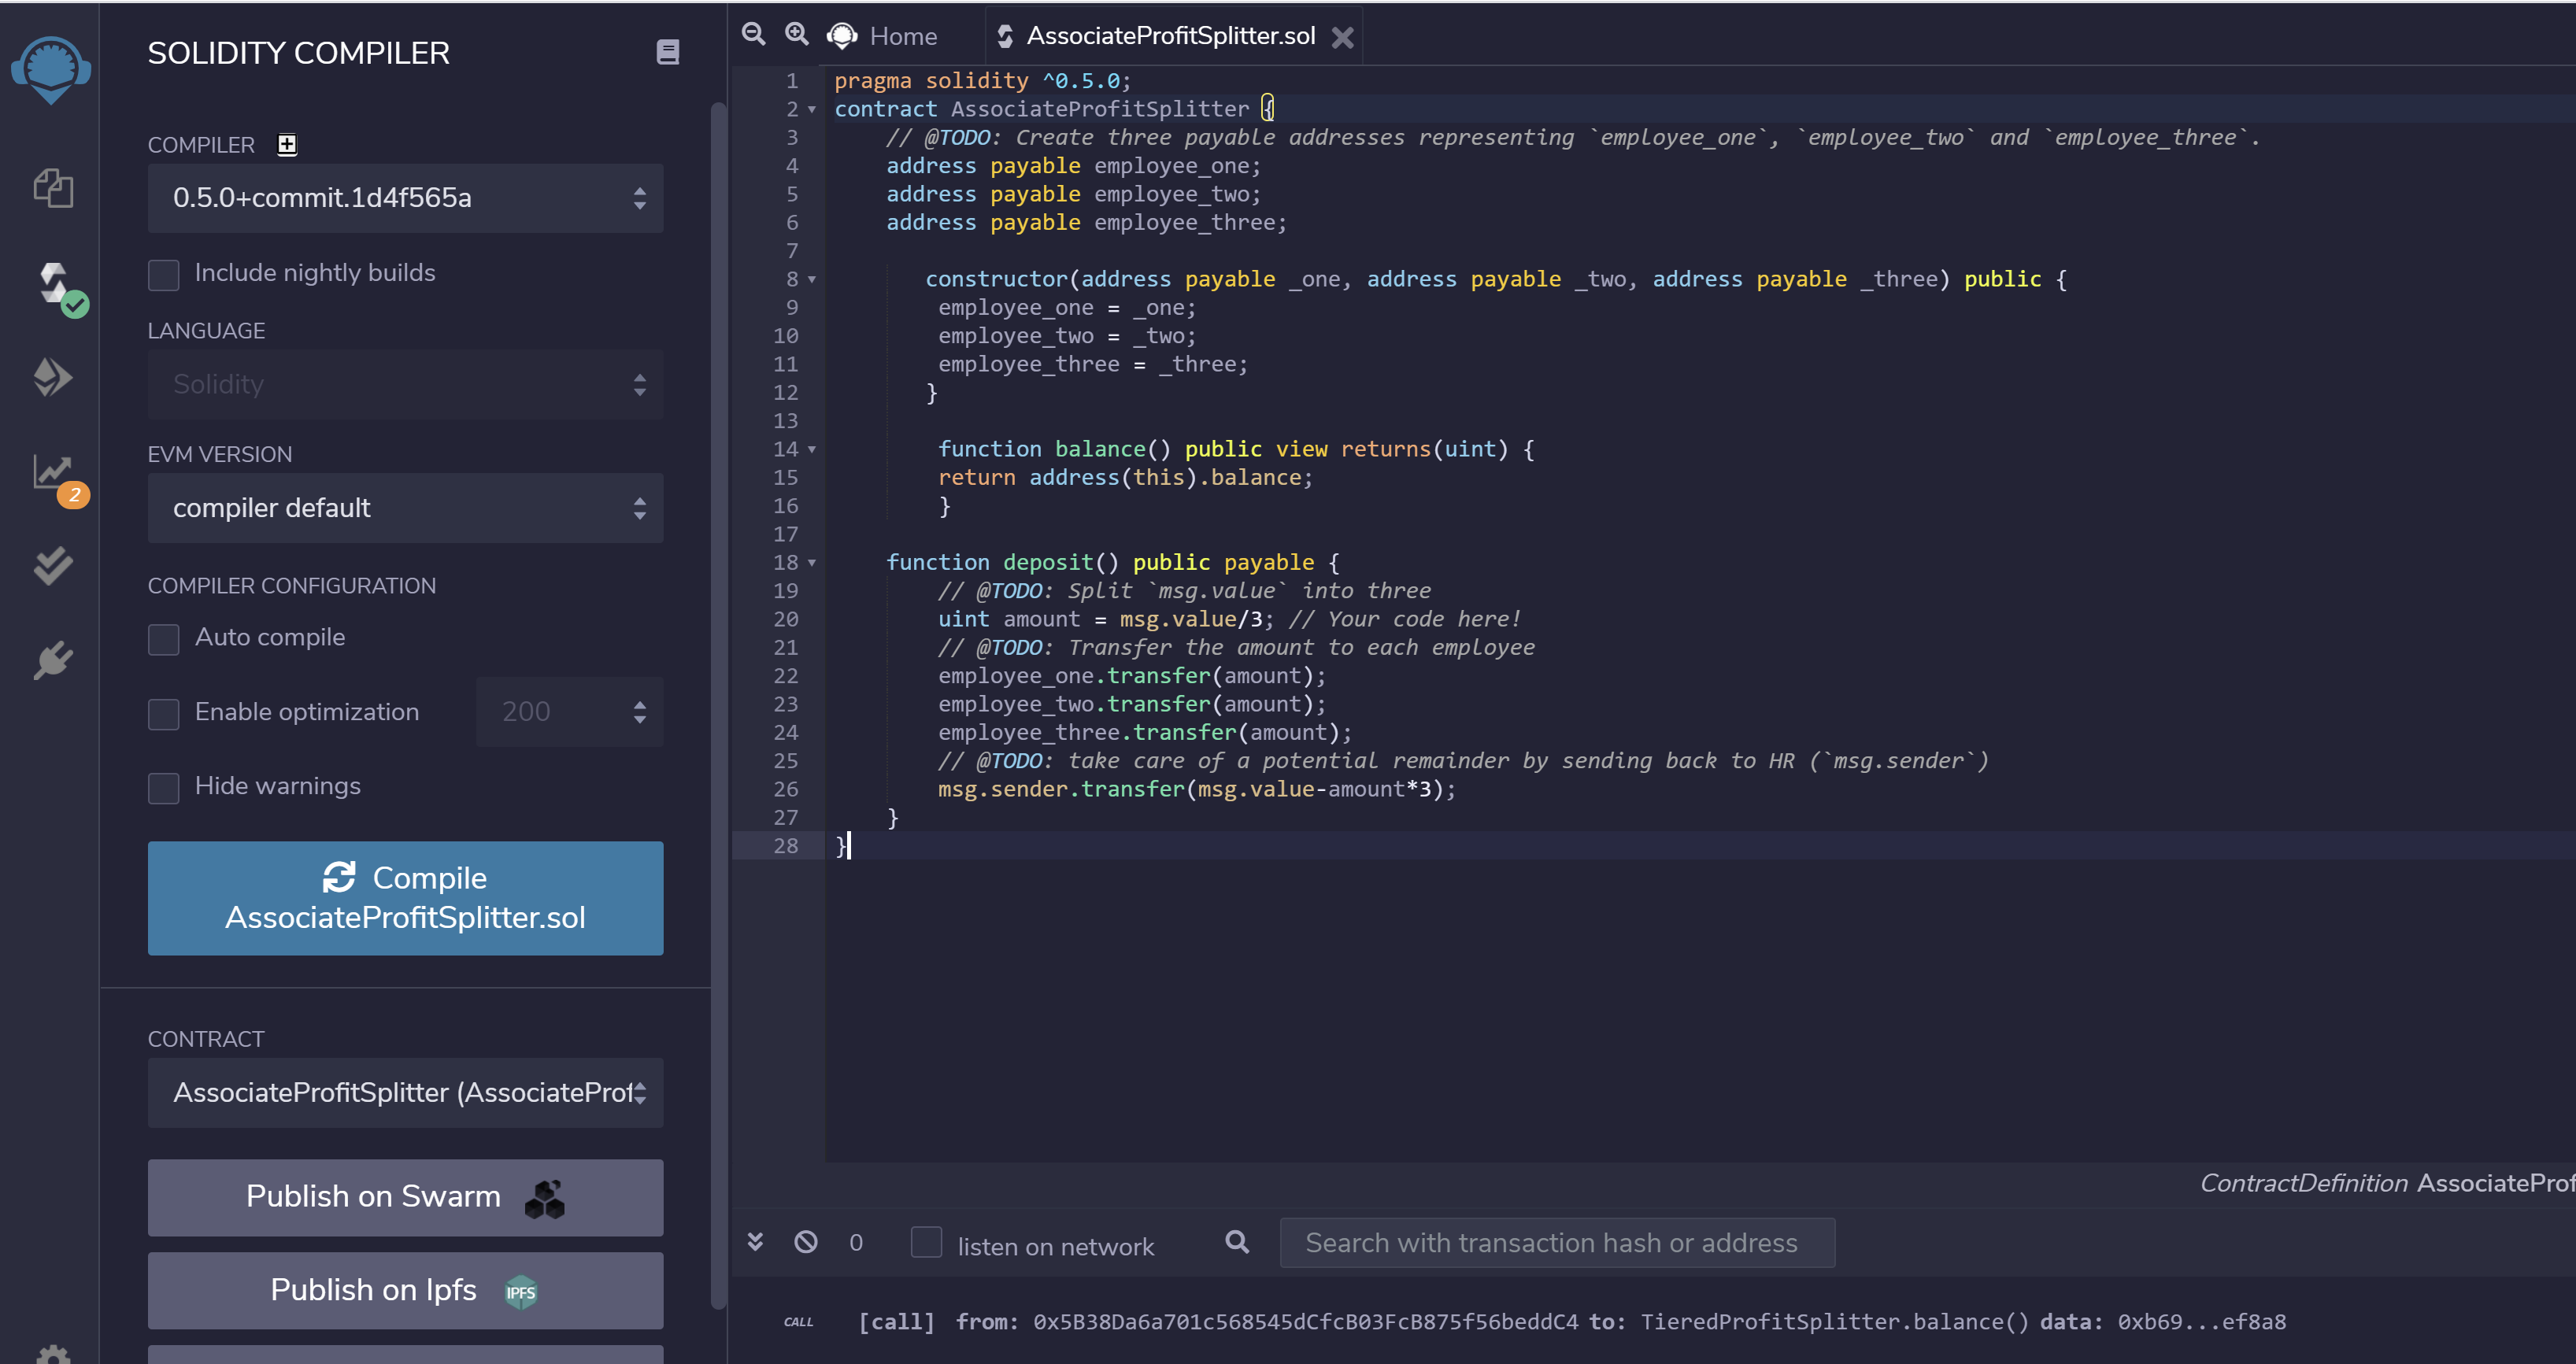 SOLIDITY COMPILER
COMPILER
0.5.0+commit.1d4f565a
Include nightly builds
LANGUAGE
Solidity
EVM VERSION
compiler default
2
COMPILER CONFIGURATION
Auto compile
Enable optimization 200
Hide warnings
Compile
AssociateProfitSplitter.sol
CONTRACT
AssociateProfitSplitter (AssociateProf
Publish on Swarm
Publish on Ipfs IPFS
Home AssociateProfitSplitter.sol
1 pragma solidity ^0.5.0;
2 contract AssociateProfitSplitter {
3 // @TODO: Create three payable addresses representing `employee_one`, `employee_two` and `employee_three`.
4 address payable employee_one;
5 address payable employee_two;
6 address payable employee_three;
7
8 constructor(address payable _one, address payable _two, address payable _three) public {
9 employee_one = _one;
10 employee_two = _two;
11 employee_three = _three;
12 }
13
14 function balance() public view returns(uint) {
15 return address(this).balance;
16 }
17
18 function deposit() public payable {
19 // @TODO: Split `msg.value` into three
20 uint amount = msg.value/3; // Your code here!
21 // @TODO: Transfer the amount to each employee
22 employee_one.transfer(amount);
23 employee_two.transfer(amount);
24 employee_three.transfer(amount);
25 // @TODO: take care of a potential remainder by sending back to HR (`msg.sender`)
26 msg.sender.transfer(msg.value-amount*3);
27 }
28 }
ContractDefinition AssociateProf
0 listen on network Search with transaction hash or address
CALL [call] from: 0x5B38Da6a701c568545dCfcB03FcB875f56beddC4 to: TieredProfitSplitter.balance() data: 0xb69...ef8a8